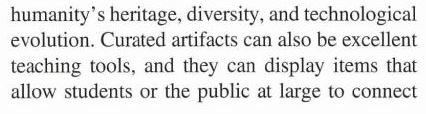 humanity's heritage, diversity, and technological
evolution. Curated artifacts can also be excellent
teaching tools, and they can display items that
allow students or the public at large to connect